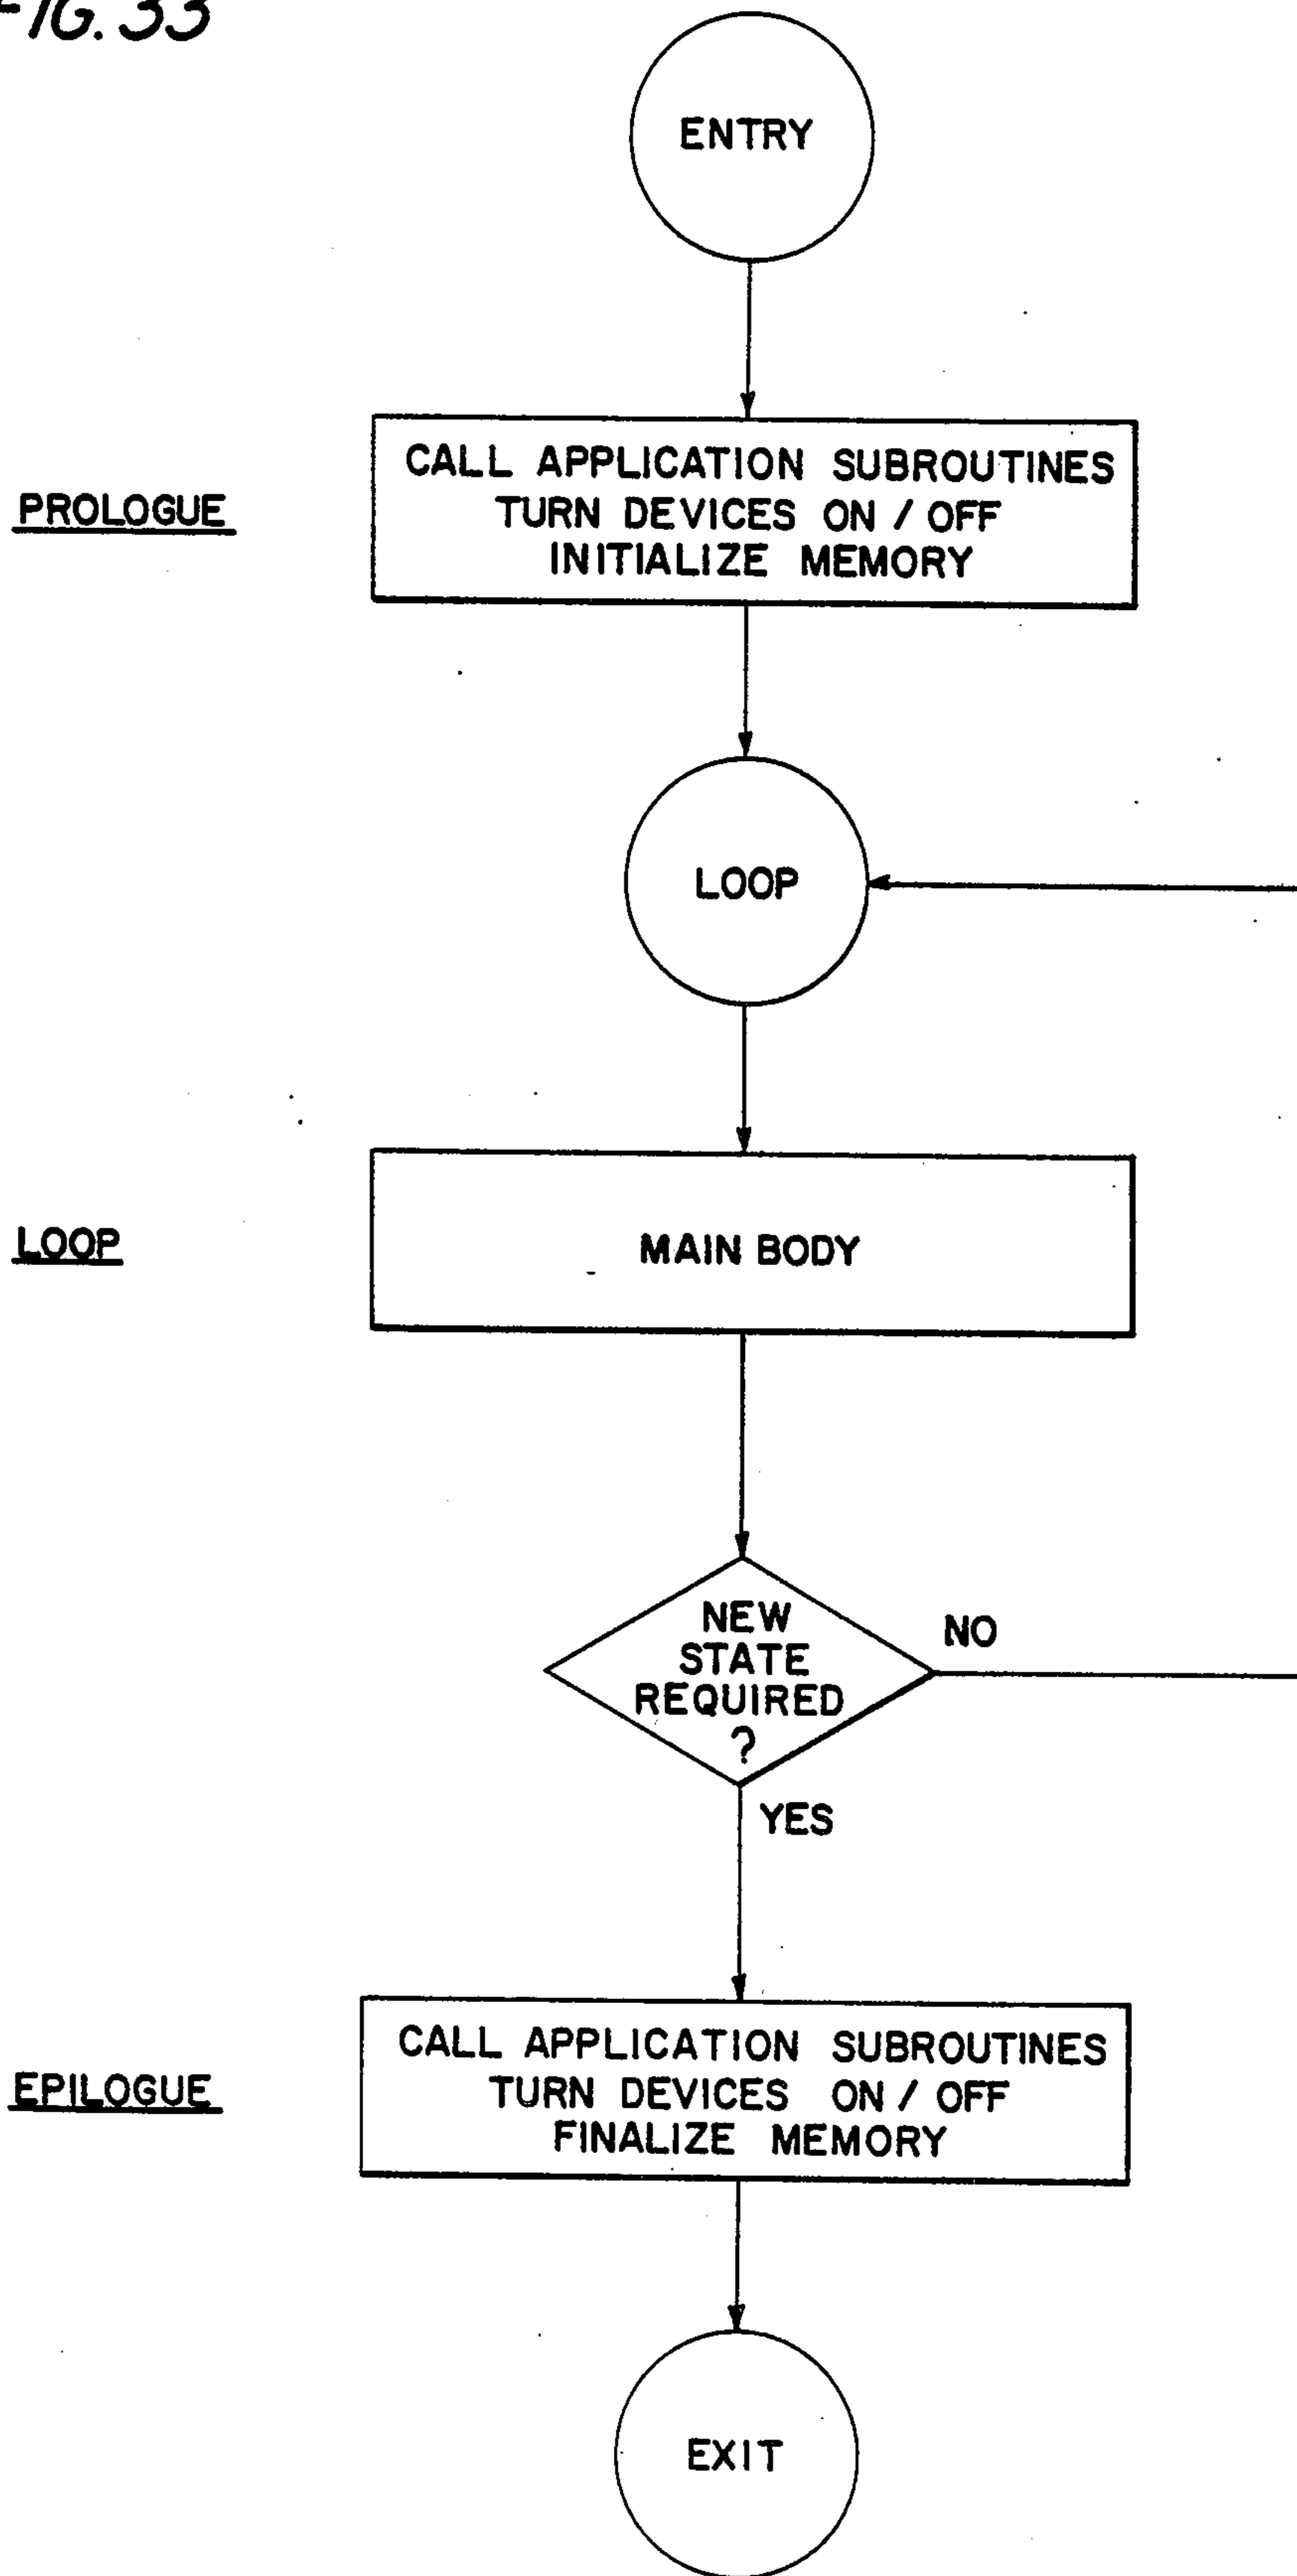 FIG. 33
ENTRY
PROLOGUE
CALL APPLICATION SUBROUTINES
TURN DEVICES ON / OFF
INITIALIZE MEMORY
LOOP
LOOP
MAIN BODY
NEW
STATE
REQUIRED
?
NO
YES
EPILOGUE
CALL APPLICATION SUBROUTINES
TURN DEVICES ON / OFF
FINALIZE MEMORY
EXIT